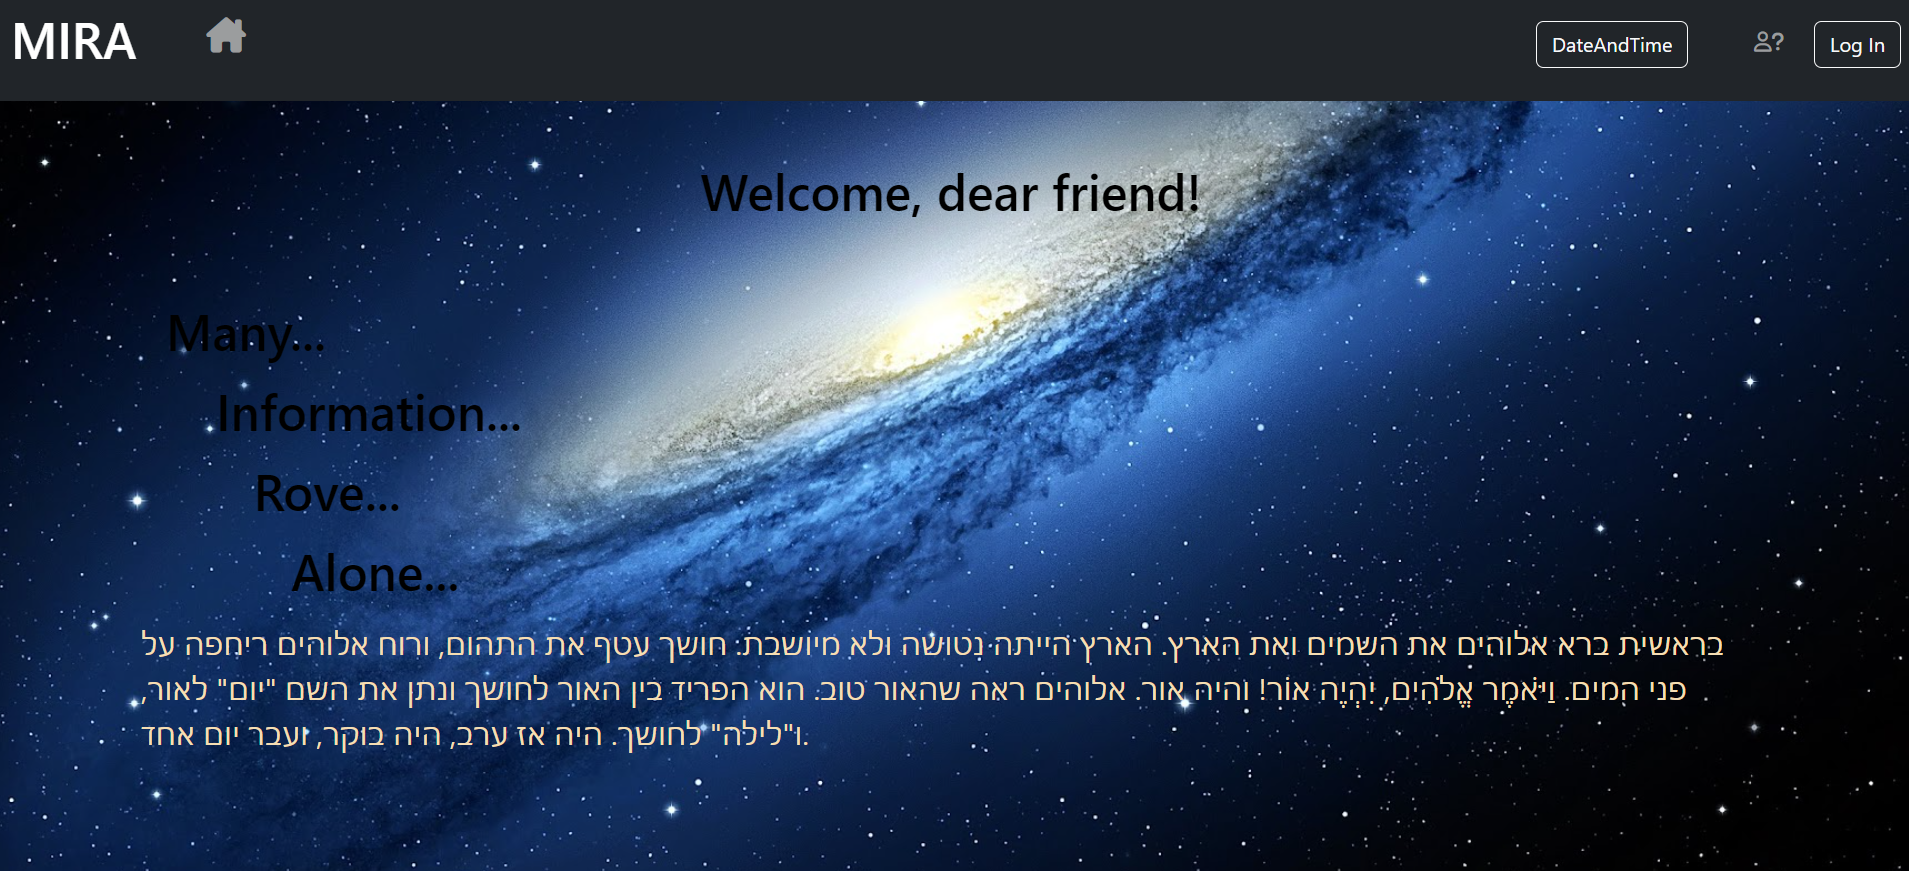 MIRA
DateAndTime
?
Log In
Welcome, dear friend!
Many...
Information...
Rove...
Alone...
בראשית ברא אלוהים את השמים ואת הארץ. הארץ הייתה נטושה ולא מיושבת. חושך עטף את התהום, ורוח אלוהים ריחפה על
פני המים. וַיֹּאמֶר אֱלֹהִים, יִהְיֶה אוֹר! והיה אור. אלוהים ראה שהאור טוב. הוא הפריד בין האור לחושך ונתן את השם "יום" לאור,
ו"לילה" לחושך. היה אז ערב, היה בוקר, ועבר יום אחד.